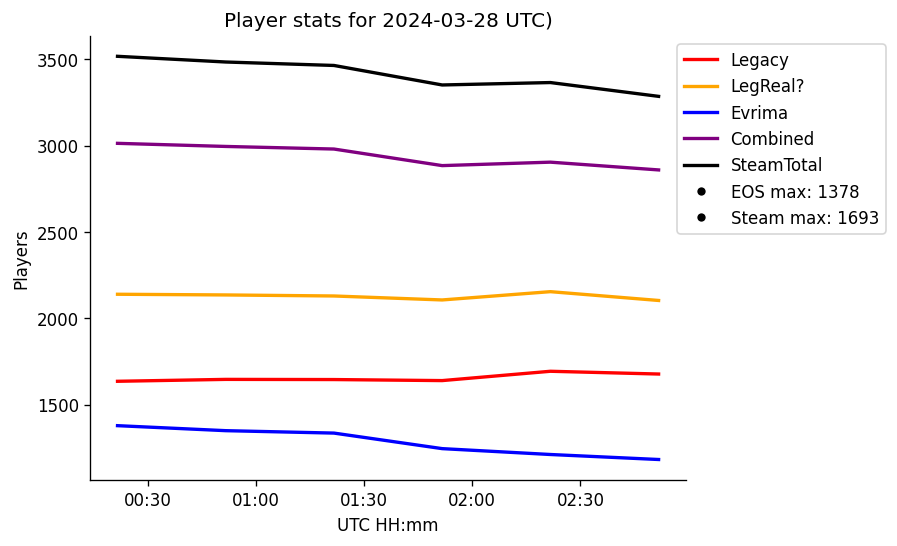 Player stats for 2024-03-28 UTC)
3500
3000
2500
2000
1500
Players
00:30 01:00 01:30 02:00 02:30
UTC HH:mm
Legacy
LegReal?
Evrima
Combined
SteamTotal
EOS max: 1378
Steam max: 1693